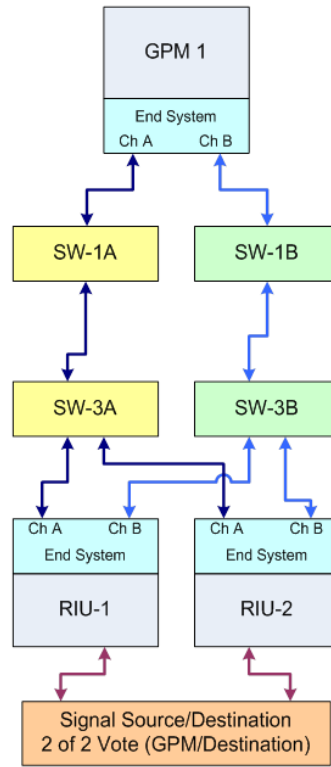 GPM 1
End System
Ch A Ch B
SW-1A SW-1B
SW-3A SW-3B
Ch A Ch B Ch A Ch B
End System End System
RIU-1 RIU-2
Signal Source/Destination
2 of 2 Vote (GPM/Destination)